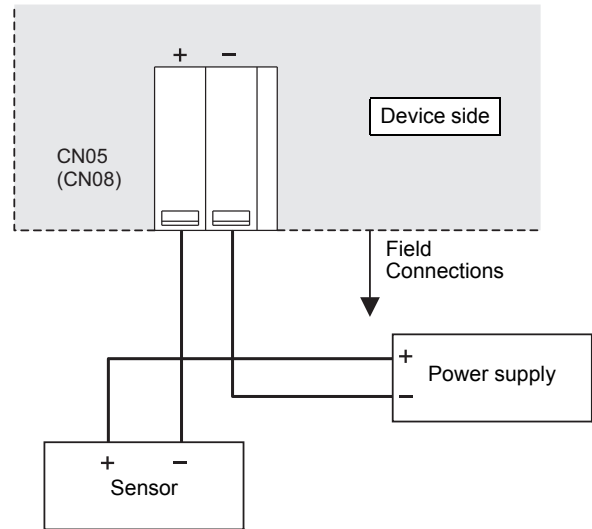 + −
Device side
CN05
(CN08)
Field
Connections
+
Power supply
−
+ −
Sensor